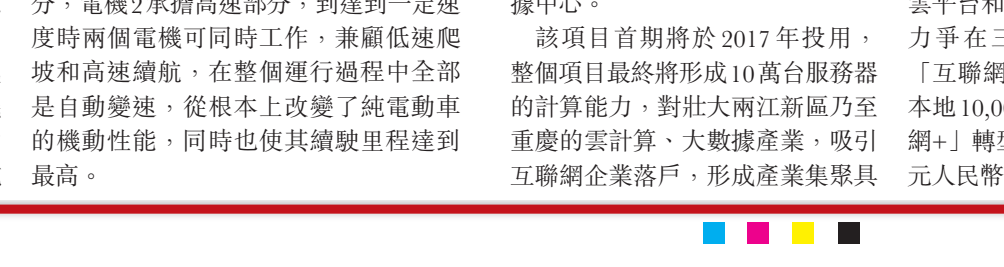 分，電機2承擔高速部分，到達到一定速
度時兩個電機可同時工作，兼顧低速爬
坡和高速續航，在整個運行過程中全部
是自動變速，從根本上改變了純電動車
的機動性能，同時也使其續駛里程達到
最高。
據中心。
該項目首期將於2017年投用，
整個項目最終將形成10萬台服務器
的計算能力，對壯大兩江新區乃至
重慶的雲計算、大數據產業，吸引
互聯網企業落戶，形成產業集聚具
雲平台和
力爭在三
「互聯網
本地10,00
網+」轉型
元人民幣